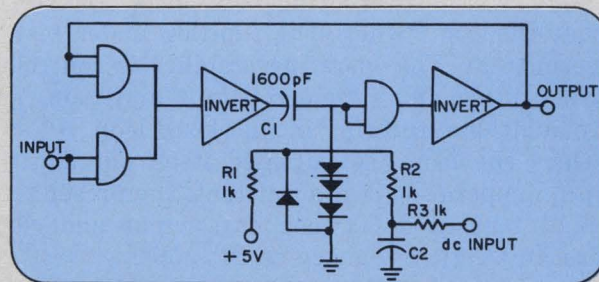 1600pF
INVERT
C1
INVERT
OUTPUT
INPUT
R1
1k
R2
1k
R3 1k
+5V
C2
dc INPUT